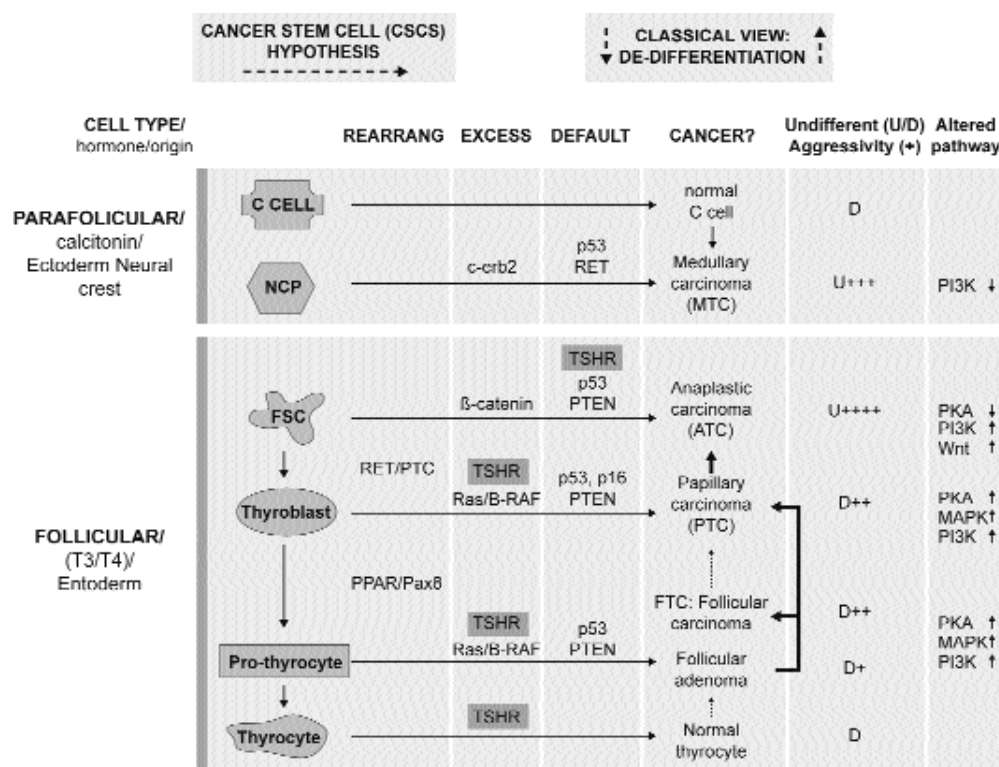 CANCER STEM CELL (CSCS)
HYPOTHESIS
CLASSICAL VIEW:
DE-DIFFERENTIATION
CELL TYPE/
hormone/origin
REARRANG
EXCESS
DEFAULT
CANCER?
Undifferent (U/D)
Aggressivity (+)
Altered
pathway
PARAFOLICULAR/
calcitonin/
Ectoderm Neural
crest
C CELL
normal
C cell
D
NCP
c-erb2
p53
RET
Medullary
carcinoma
(MTC)
U+++
PI3K ↓
FOLLICULAR/
(T3/T4)/
Entoderm
FSC
ß-catenin
TSHR
p53
PTEN
Anaplastic
carcinoma
(ATC)
U++++
PKA ↓
PI3K ↑
Wnt ↑
RET/PTC
Thyroblast
TSHR
Ras/B-RAF
p53, p16
PTEN
Papillary
carcinoma
(PTC)
D++
PKA ↑
MAPK↑
PI3K ↑
PPAR/Pax8
FTC: Follicular
carcinoma
D++
Pro-thyrocyte
TSHR
Ras/B-RAF
p53
PTEN
Follicular
adenoma
D+
PKA ↑
MAPK↑
PI3K ↑
Thyrocyte
TSHR
Normal
thyrocyte
D